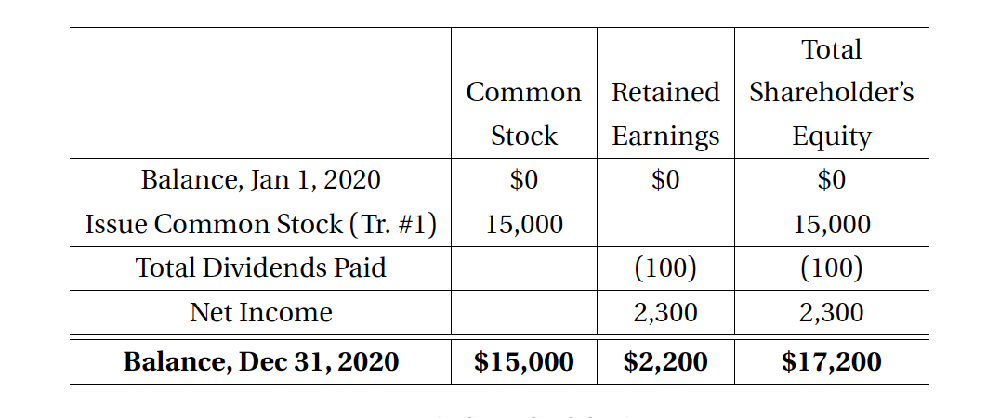 Total
Common Retained Shareholder’s
Stock Earnings Equity
Balance, Jan 1, 2020 $0 $0 $0
Issue Common Stock (Tr. #1) 15,000 15,000
Total Dividends Paid (100) (100)
Net Income 2,300 2,300
Balance, Dec 31, 2020 $15,000 $2,200 $17,200